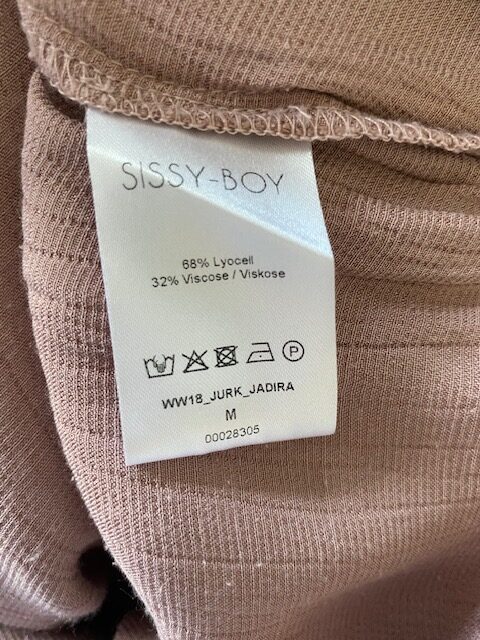 SISSY-BOY
68% Lyocell
32% Viscose / Viskose
P
WW18_JURK_JADIRA
M
00028305